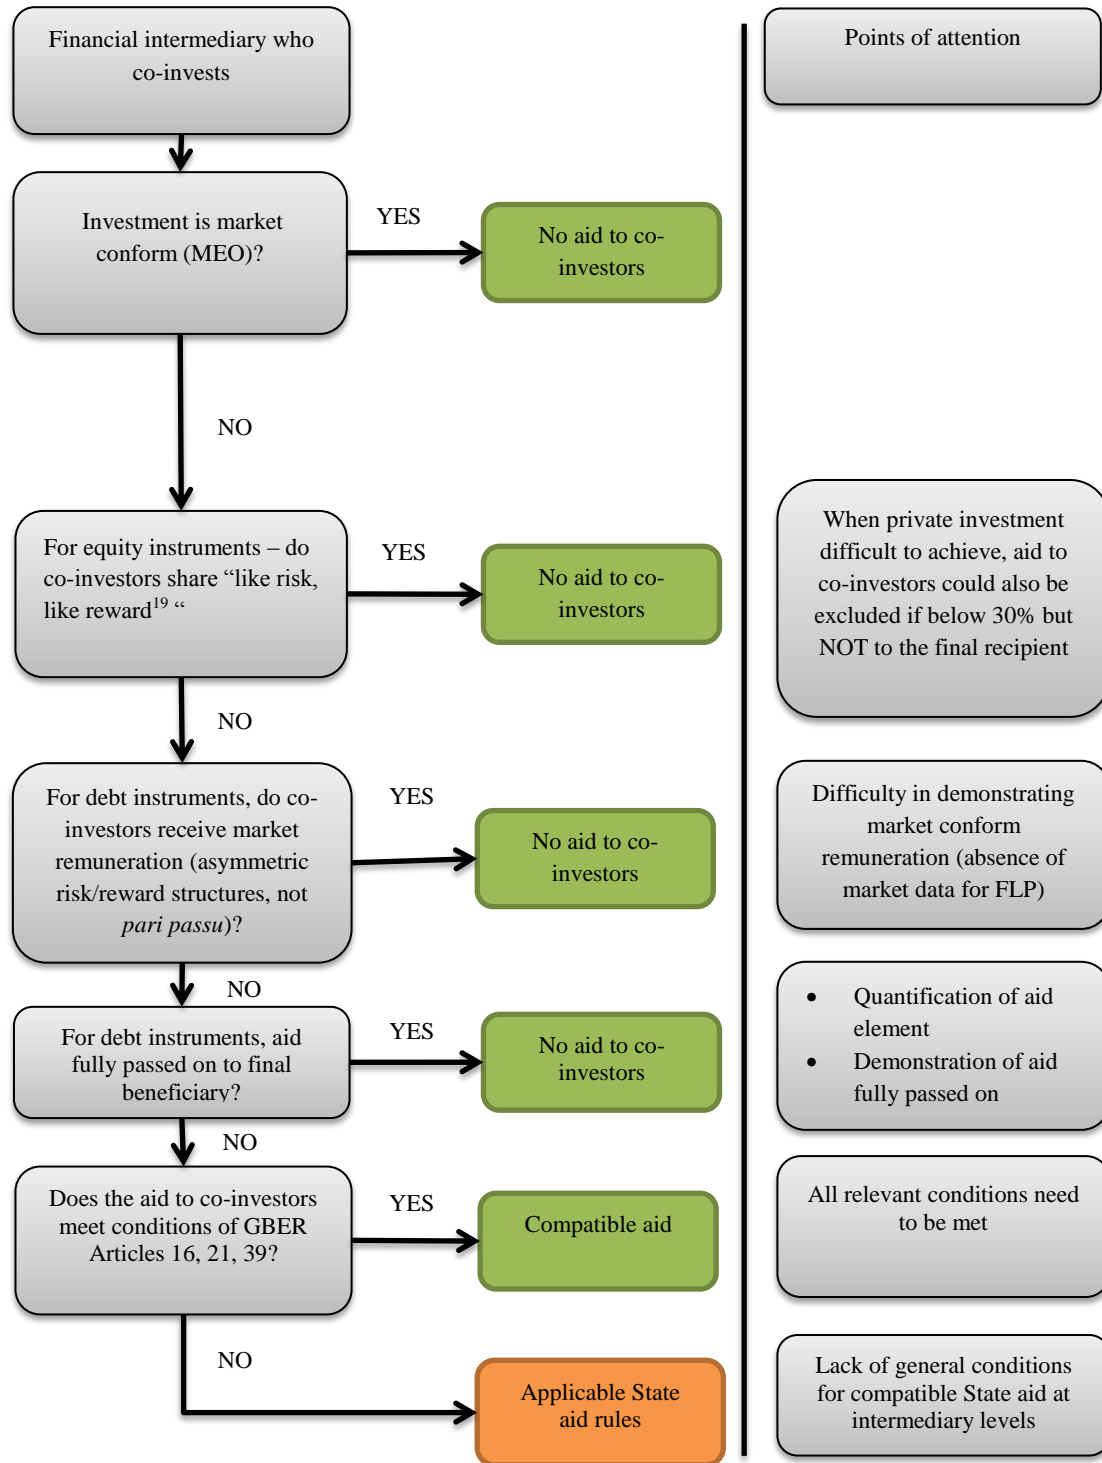 Financial intermediary who
co-invests
Points of attention
Investment is market
conform (MEO)?
YES
No aid to co-
investors
NO
For equity instruments – do
co-investors share “like risk,
like reward19 “
YES
No aid to co-
investors
When private investment
difficult to achieve, aid to
co-investors could also be
excluded if below 30% but
NOT to the final recipient
NO
For debt instruments, do co-
investors receive market
remuneration (asymmetric
risk/reward structures, not
pari passu)?
YES
No aid to co-
investors
Difficulty in demonstrating
market conform
remuneration (absence of
market data for FLP)
NO
For debt instruments, aid
fully passed on to final
beneficiary?
YES
No aid to co-
investors
• Quantification of aid
element
• Demonstration of aid
fully passed on
NO
Does the aid to co-investors
meet conditions of GBER
Articles 16, 21, 39?
YES
Compatible aid
All relevant conditions need
to be met
NO
Applicable State
aid rules
Lack of general conditions
for compatible State aid at
intermediary levels